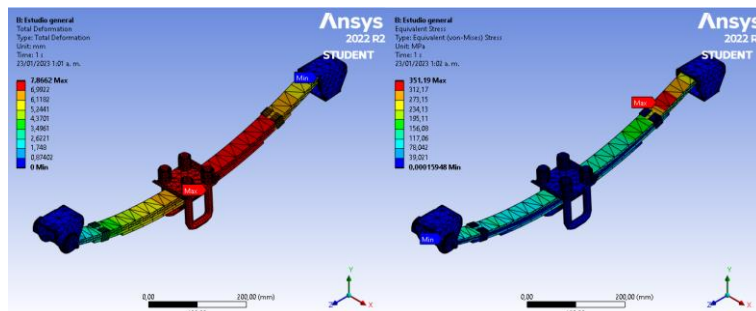 B: Estudio general
Total Deformation
Type: Total Deformation
Unit: mm
Time: 1 s
23/01/2023 1:01 a. m.
7,8662 Max
6,9922
6,1182
5,2441
4,3701
3,4961
2,6221
1,748
0,87402
0 Min
Ansys
2022 R2
STUDENT
Min
Max
0,00
200,00 (mm)
Y
Z
X
B: Estudio general
Equivalent Stress
Type: Equivalent (von-Mises) Stress
Unit: MPa
Time: 1 s
23/01/2023 1:02 a. m.
351,19 Max
312,17
273,15
234,13
195,11
156,08
117,06
78,042
39,021
0,00015948 Min
Ansys
2022 R2
STUDENT
Max
Min
0,00
200,00 (mm)
Y
Z
X